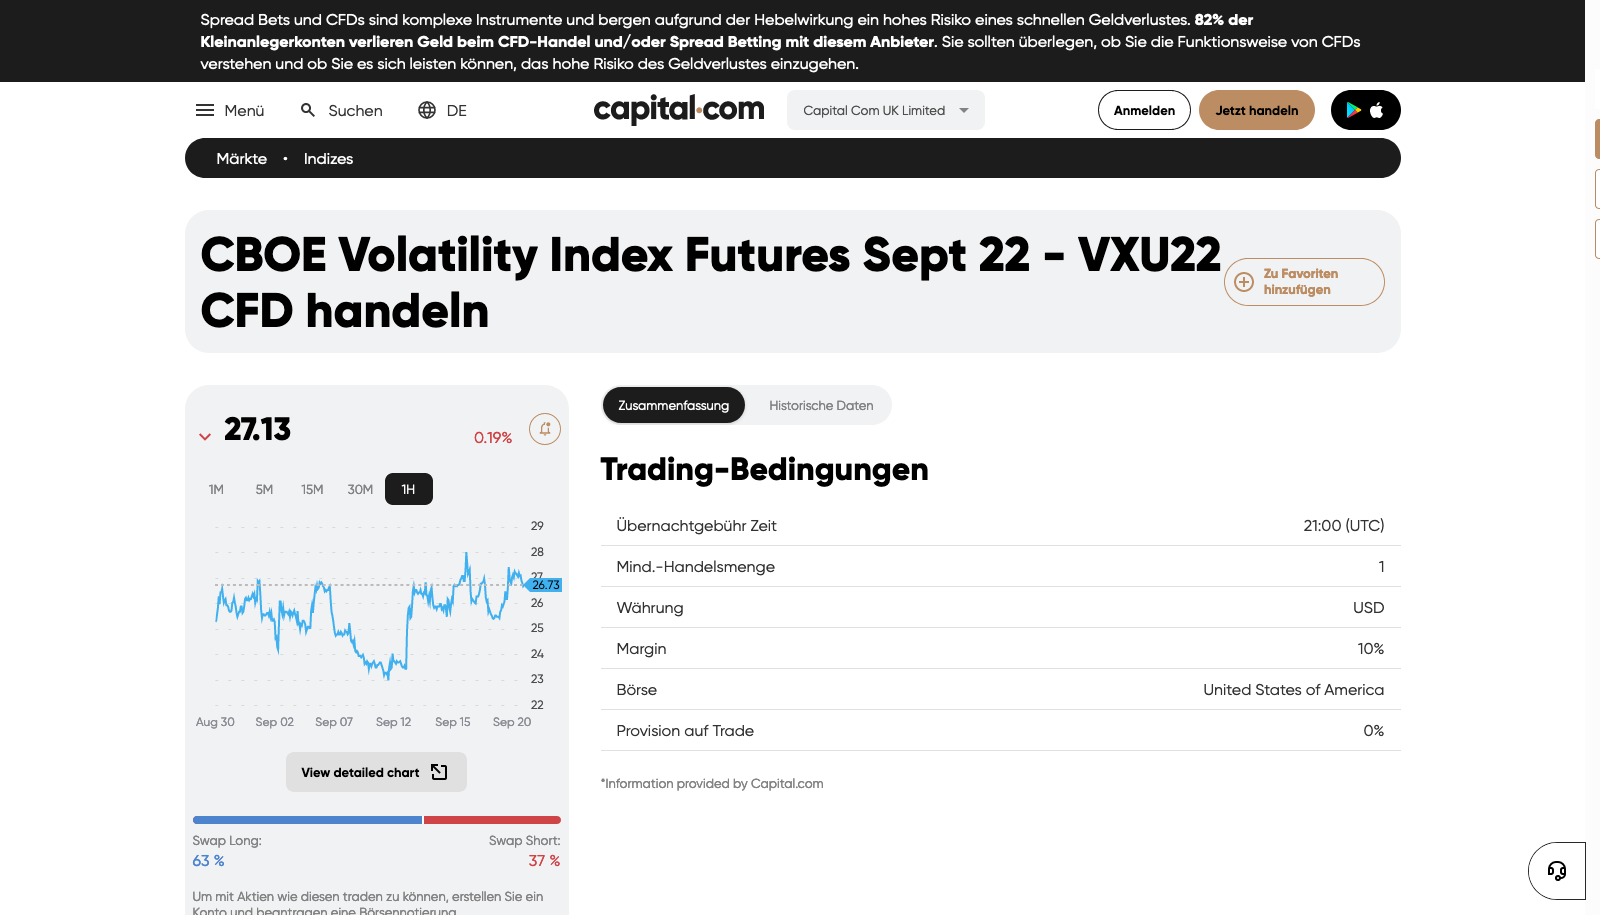 Spread Bets und CFDs sind komplexe Instrumente und bergen aufgrund der Hebelwirkung ein hohes Risiko eines schnellen Geldverlustes. 82% der
Kleinanlegerkonten verlieren Geld beim CFD-Handel und/oder Spread Betting mit diesem Anbieter. Sie sollten überlegen, ob Sie die Funktionsweise von CFDs
verstehen und ob Sie es sich leisten können, das hohe Risiko des Geldverlustes einzugehen.
Menü
Suchen
DE
capital.com
Capital Com UK Limited
Anmelden
Jetzt handeln
Märkte • Indizes
CBOE Volatility Index Futures Sept 22 - VXU22
CFD handeln
Zu Favoriten
hinzufügen
27.13
0.19%
1M 5M 15M 30M 1H
29
28
27
26.73
26
25
24
23
22
Aug 30 Sep 02 Sep 07 Sep 12 Sep 15 Sep 20
View detailed chart
Swap Long: Swap Short:
63 % 37 %
Um mit Aktien wie diesen traden zu können, erstellen Sie ein
Konto und beantragen eine Börsennotierung
Zusammenfassung Historische Daten
Trading-Bedingungen
Übernachtgebühr Zeit 21:00 (UTC)
Mind.-Handelsmenge 1
Währung USD
Margin 10%
Börse United States of America
Provision auf Trade 0%
*Information provided by Capital.com